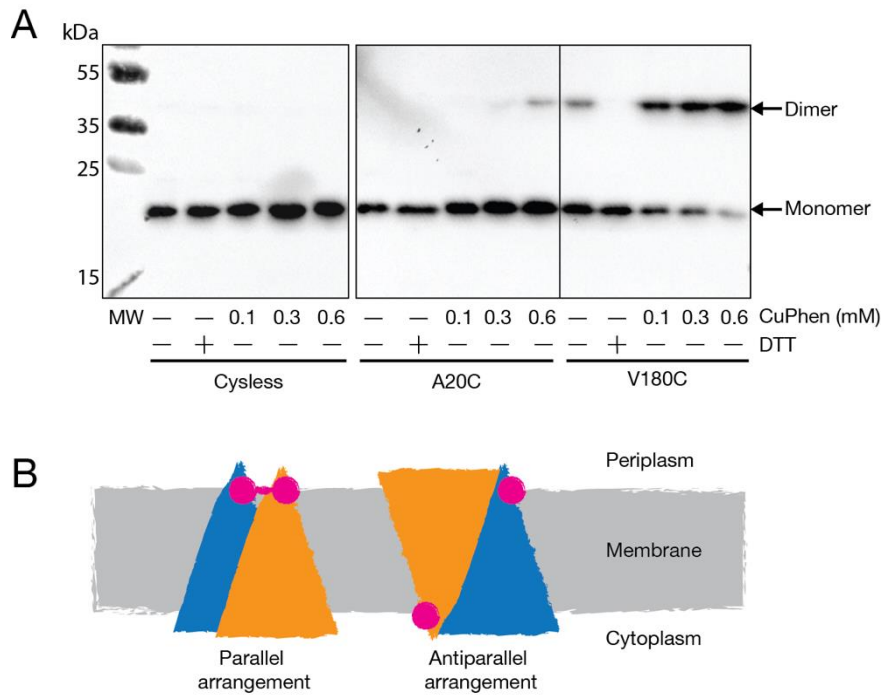 A
kDa
55
35
25
15
Dimer
Monomer
MW — — 0.1 0.3 0.6 — — 0.1 0.3 0.6 — — 0.1 0.3 0.6 CuPhen (mM)
— + — — — — + — — — — + — — — DTT
Cysless A20C V180C
B
Periplasm
Membrane
Cytoplasm
Parallel
arrangement
Antiparallel
arrangement